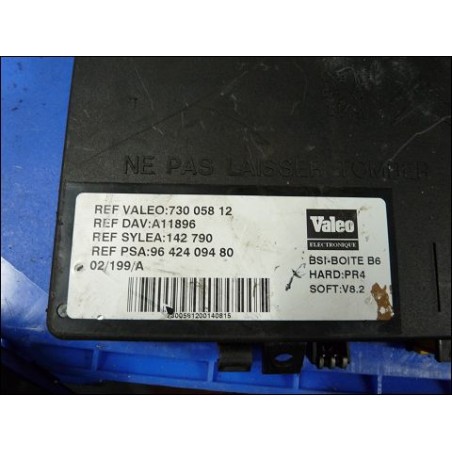 NE PAS LAISSER TOMBER
REF VALEO:730 058 12
REF DAV:A11896
REF SYLEA:142 790
REF PSA:96 424 094 80
02/199/A
Valeo
ELECTRONIQUE
BSI-BOITE B6
HARD:PR4
SOFT:V8.2